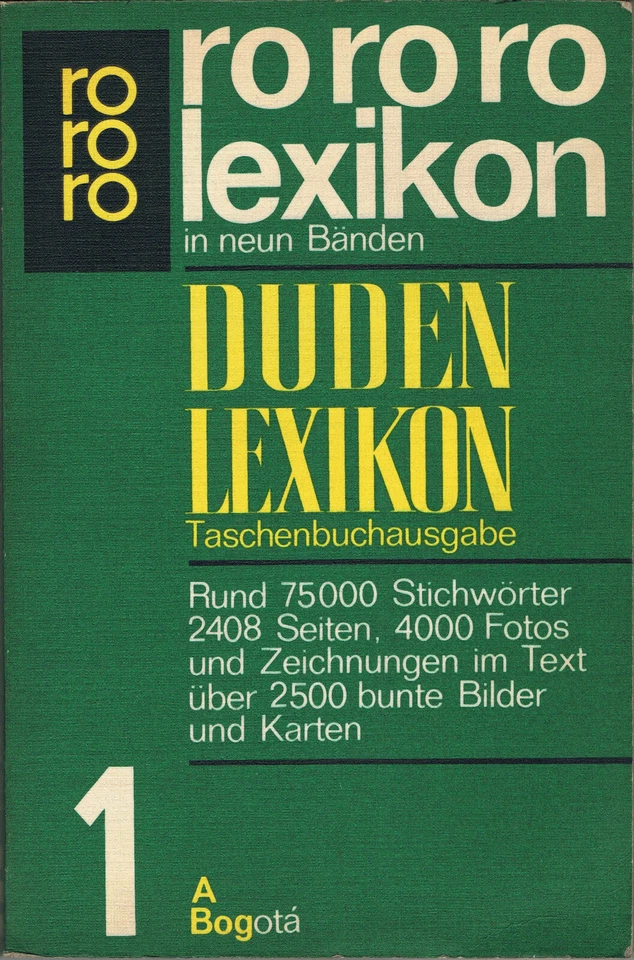 ro
ro
ro
ro ro ro
lexikon
in neun Bänden
DUDEN
LEXIKON
Taschenbuchausgabe
Rund 75000 Stichwörter
2408 Seiten, 4000 Fotos
und Zeichnungen im Text
über 2500 bunte Bilder
und Karten
1
A
Bogotá